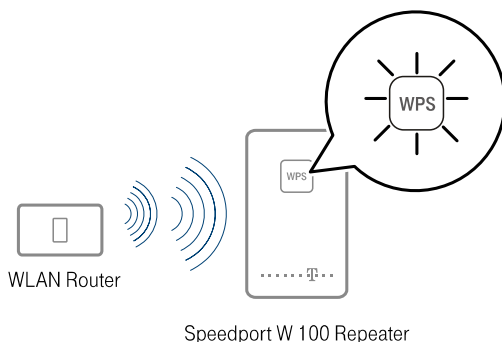 WPS
WPS
WLAN Router
T
Speedport W 100 Repeater